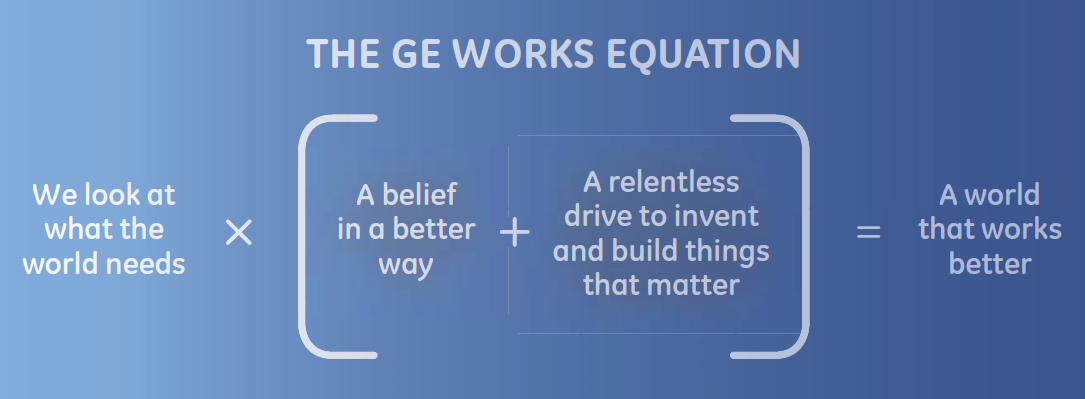 THE GE WORKS EQUATION
We look at
what the
world needs
×
A belief
in a better
way
+
A relentless
drive to invent
and build things
that matter
=
A world
that works
better